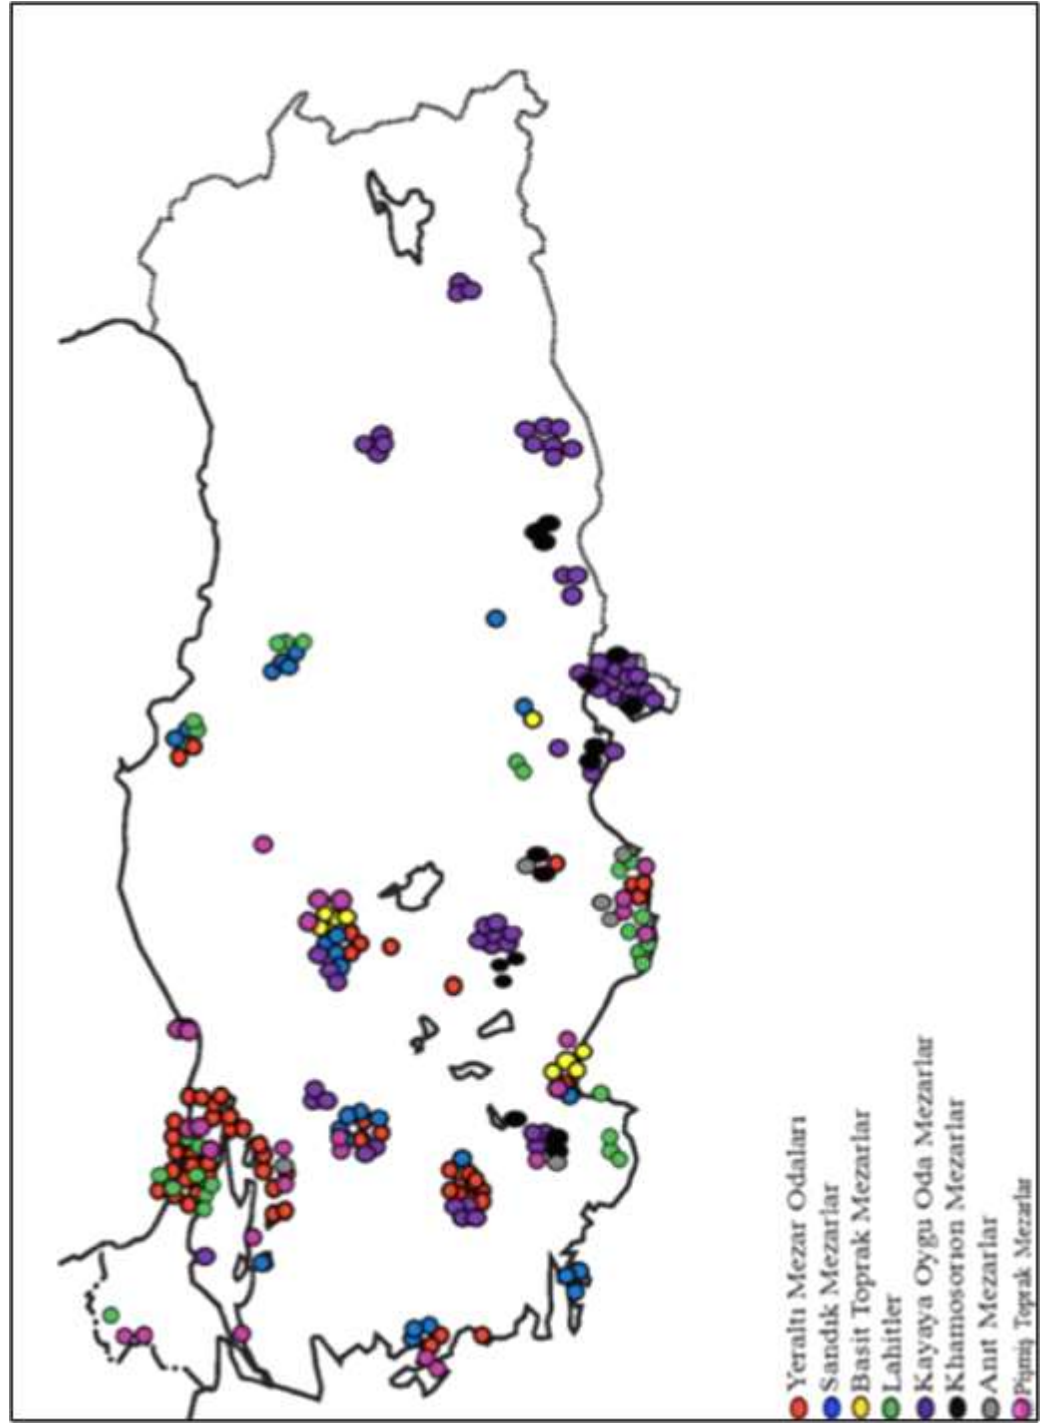 Yeraltı Mezar Odaları
Sandık Mezarlar
Basit Toprak Mezarlar
Lahitler
Kayaya Oygu Oda Mezarlar
Khamosorıon Mezarlar
Anıt Mezarlar
Pişmiş Toprak Mezarlar